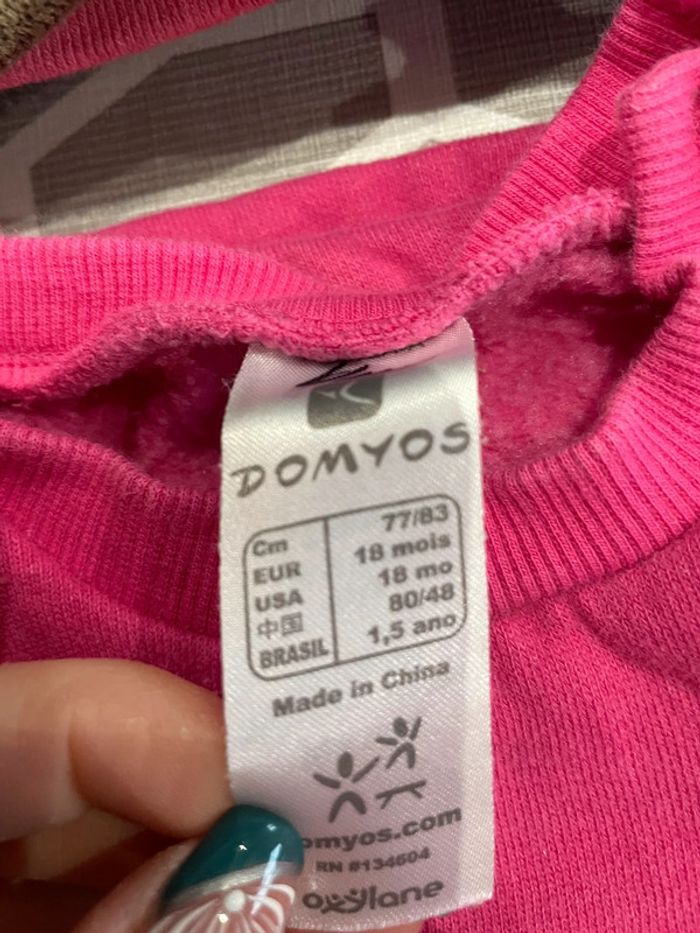 DOMYOS
Cm 77/83
EUR 18 mois
USA 18 mo
中国 80/48
BRASIL 1,5 ano
Made in China
omyos.com
RN #134604
oxylane